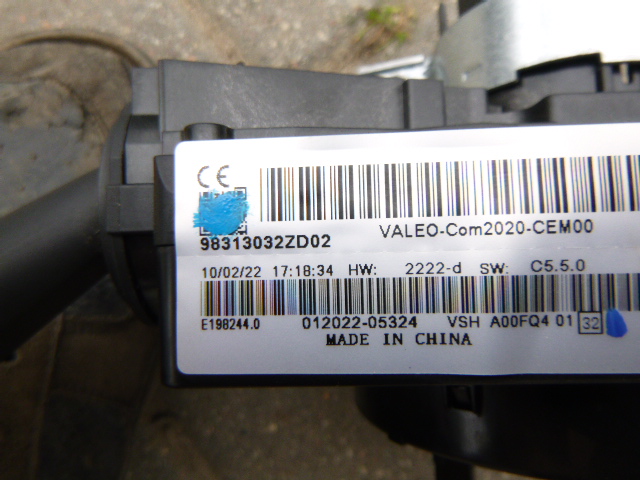 CE
98313032ZD02 VALEO-Com2020-CEM00
10/02/22 17:18:34 HW: 2222-d SW: C5.5.0
E198244.0 012022-05324 VSH A00FQ4 01 32
MADE IN CHINA